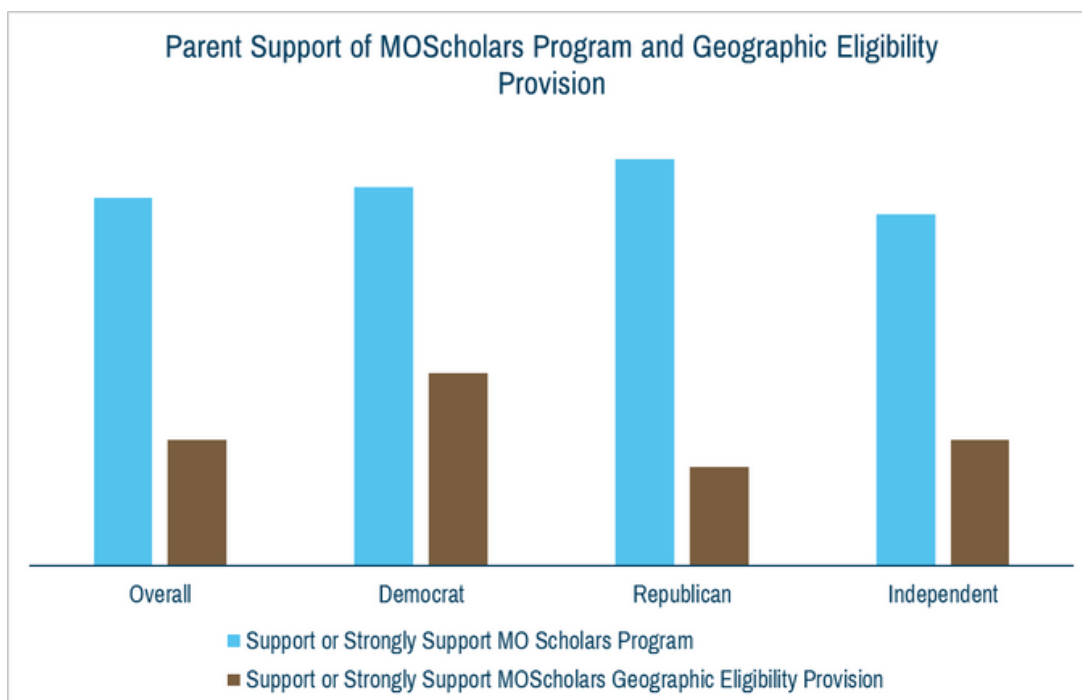 Parent Support of MOScholars Program and Geographic Eligibility
Provision
Overall
Democrat
Republican
Independent
Support or Strongly Support MO Scholars Program
Support or Strongly Support MOScholars Geographic Eligibility Provision